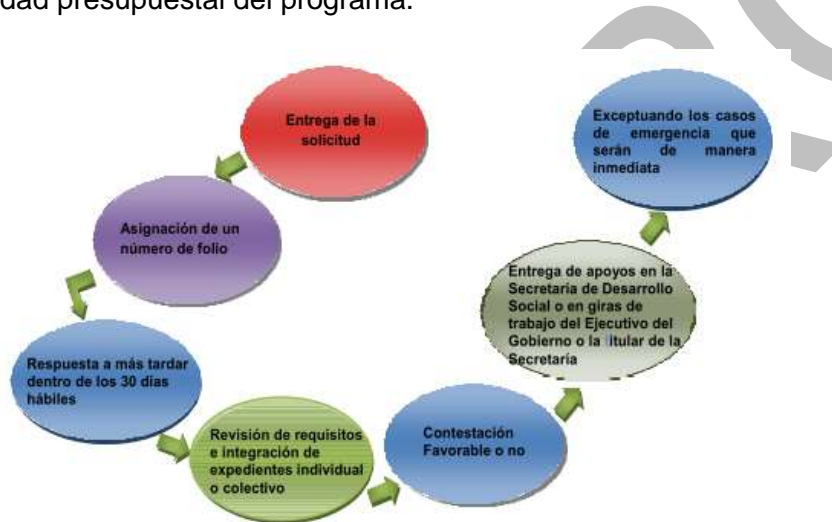 dad presupuestal del programa.
Entrega de la
solicitud
Asignación de un
número de folio
Respuesta a más tardar
dentro de los 30 días
hábiles
Revisión de requisitos
e integración de
expedientes individual
o colectivo
Contestación
Favorable o no
Entrega de apoyos en la
Secretaría de Desarrollo
Social o en giras de
trabajo del Ejecutivo del
Gobierno o la titular de la
Secretaría
Exceptuando los casos
de emergencia que
serán de manera
inmediata